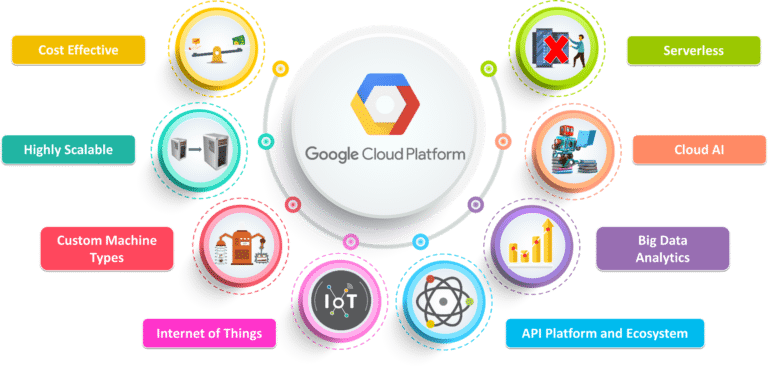 Cost Effective
Serverless
Highly Scalable
Google Cloud Platform
Cloud AI
Custom Machine
Types
Big Data
Analytics
IoT
Internet of Things
API Platform and Ecosystem